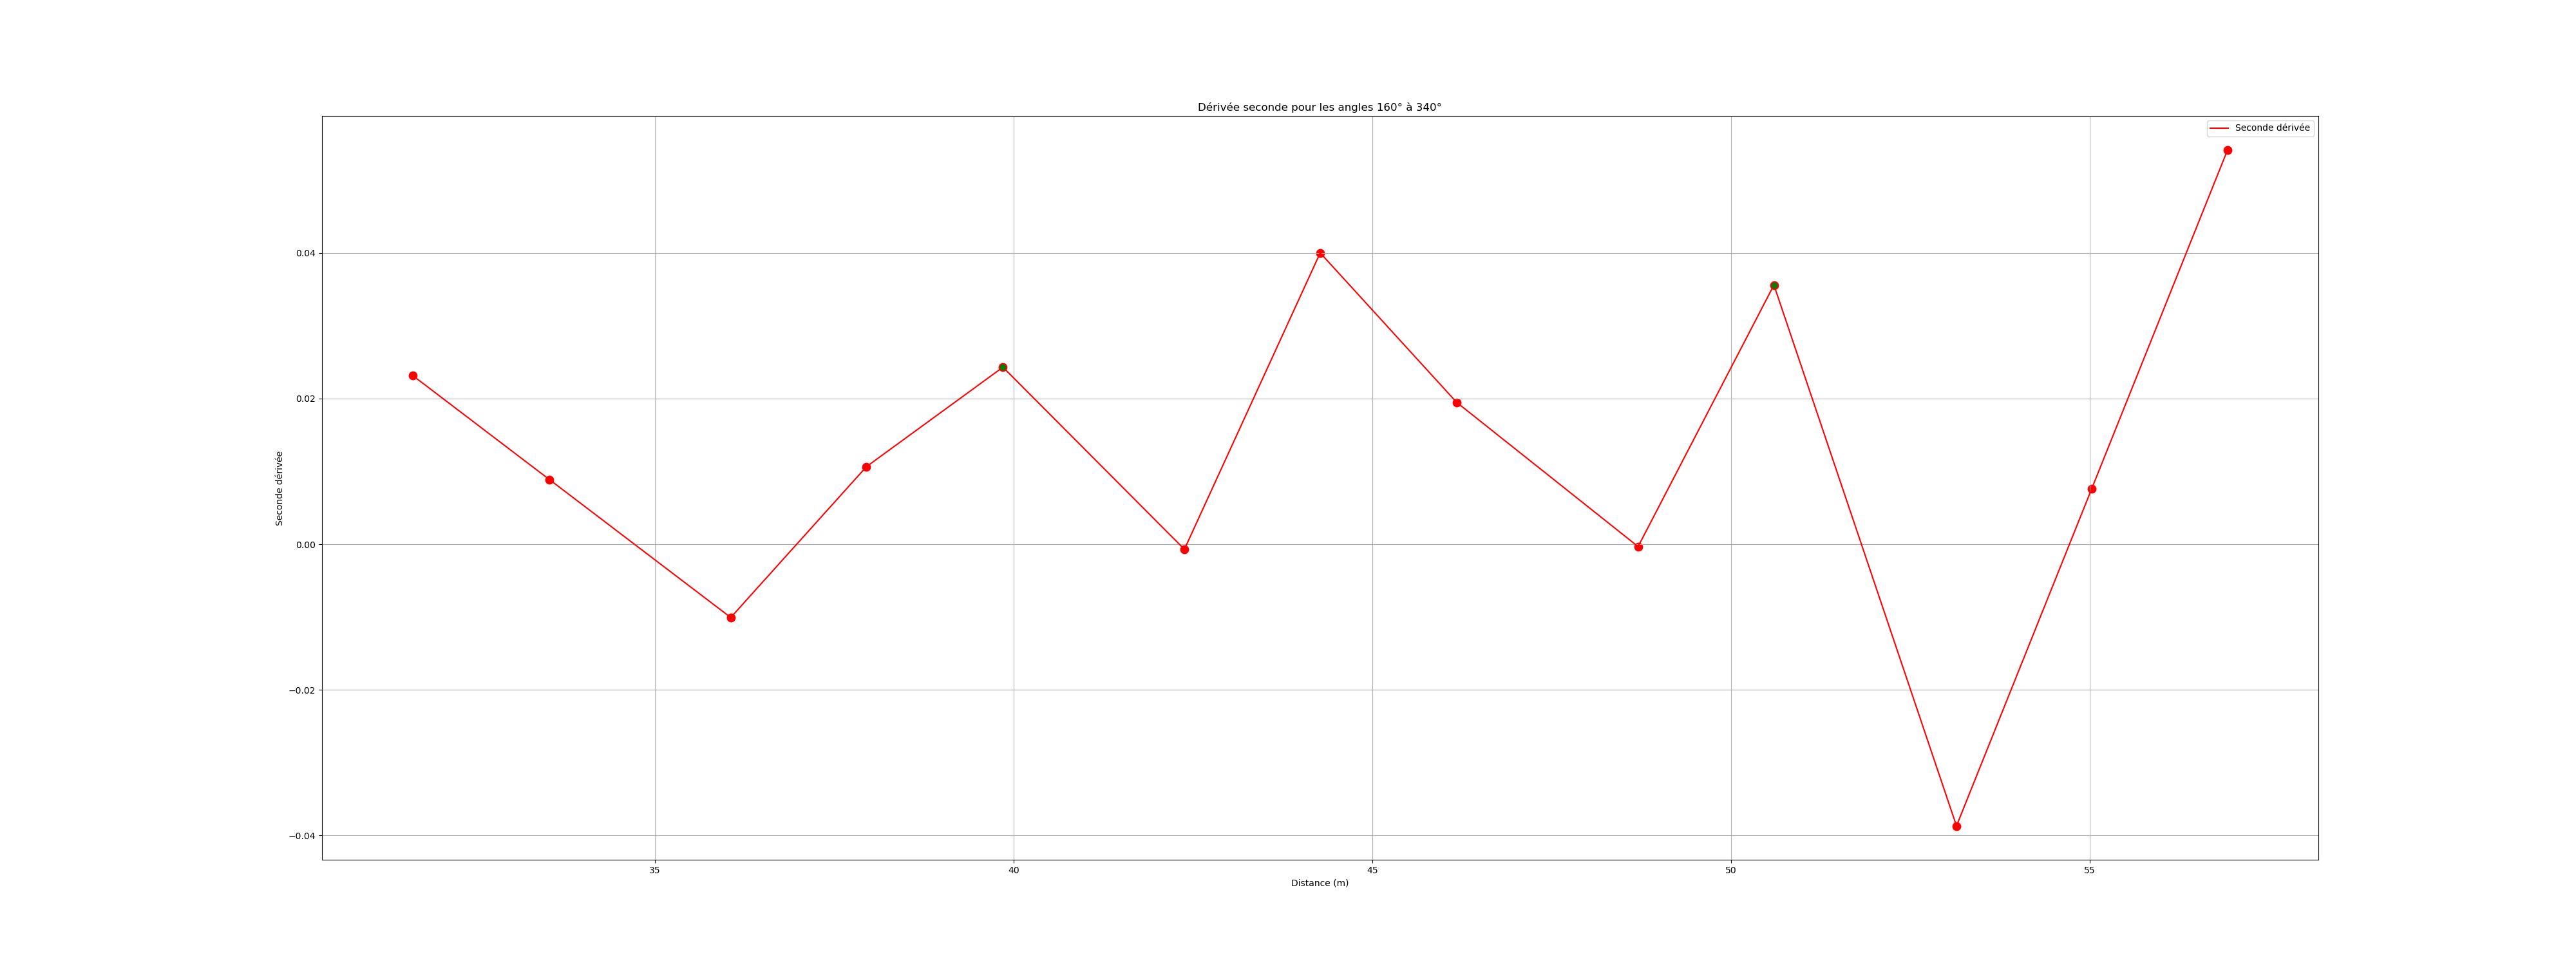 Dérivée seconde pour les angles 160° à 340°
Seconde dérivée
0.04
0.02
0.00
−0.02
−0.04
Seconde dérivée
35
40
45
50
55
Distance (m)